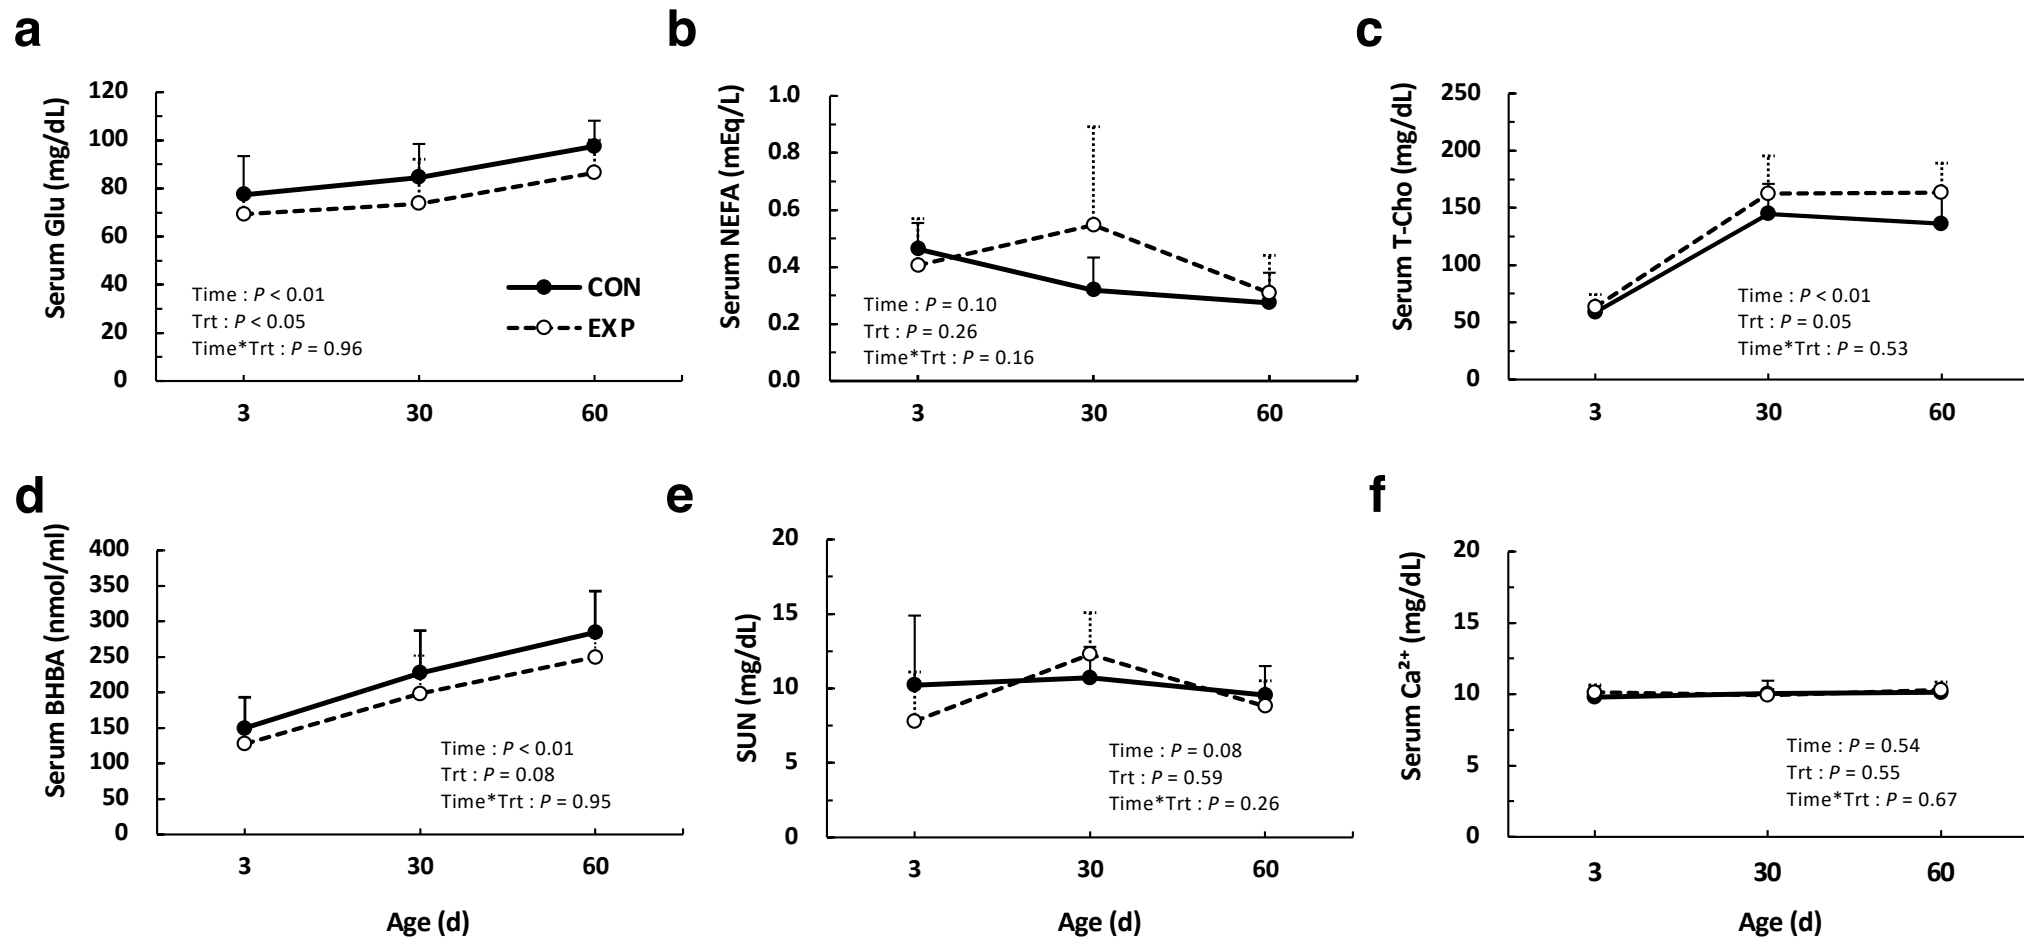 a
Serum Glu (mg/dL)
120
100
80
60
40
20
0
Time : P < 0.01
Trt : P < 0.05
Time*Trt : P = 0.96
CON
EXP
3 30 60
b
Serum NEFA (mEq/L)
1.0
0.8
0.6
0.4
0.2
0.0
Time : P = 0.10
Trt : P = 0.26
Time*Trt : P = 0.16
3 30 60
c
Serum T-Cho (mg/dL)
250
200
150
100
50
0
Time : P < 0.01
Trt : P = 0.05
Time*Trt : P = 0.53
3 30 60
d
Serum BHBA (nmol/ml)
400
350
300
250
200
150
100
50
0
Time : P < 0.01
Trt : P = 0.08
Time*Trt : P = 0.95
3 30 60
Age (d)
e
SUN (mg/dL)
20
15
10
5
0
Time : P = 0.08
Trt : P = 0.59
Time*Trt : P = 0.26
3 30 60
Age (d)
f
Serum Ca²⁺ (mg/dL)
20
15
10
5
0
Time : P = 0.54
Trt : P = 0.55
Time*Trt : P = 0.67
3 30 60
Age (d)